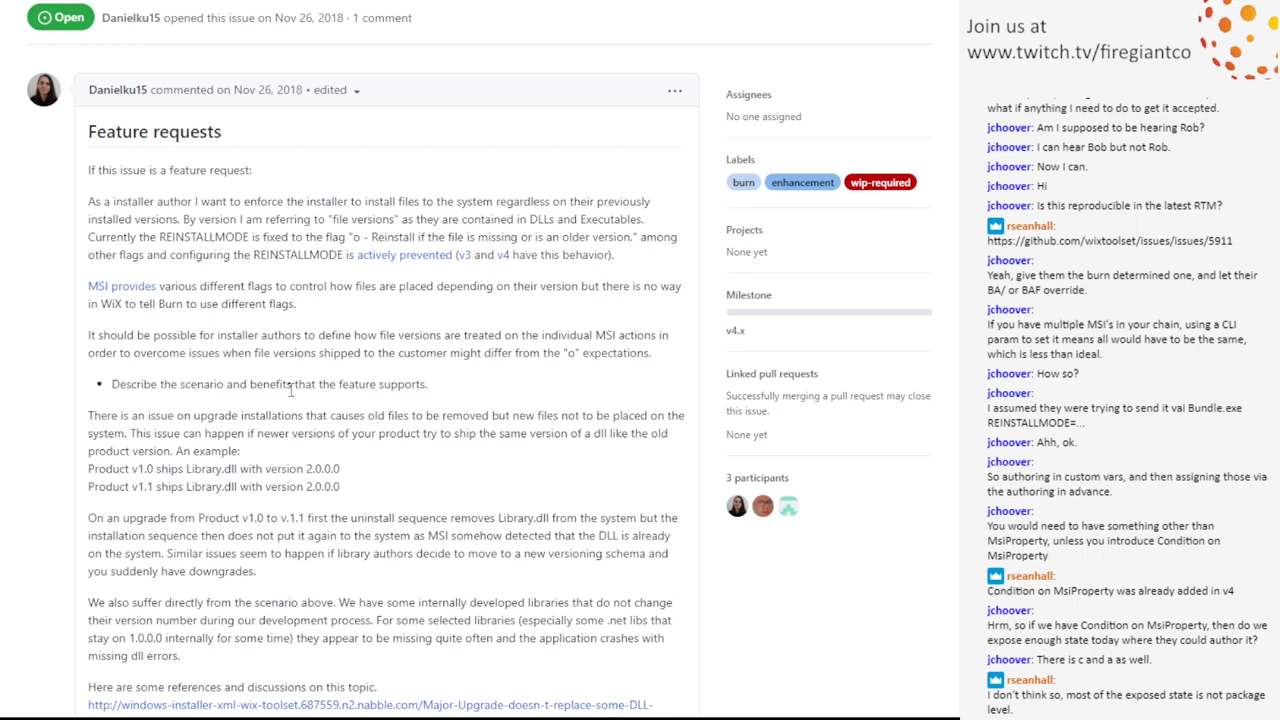 Open
Danielku15 opened this issue on Nov 26, 2018 · 1 comment
Danielku15 commented on Nov 26, 2018 • edited
Feature requests
If this issue is a feature request:
As a installer author I want to enforce the installer to install files to the system regardless on their previously
installed versions. By version I am referring to "file versions" as they are contained in DLLs and Executables.
Currently the REINSTALLMODE is fixed to the flag "o - Reinstall if the file is missing or is an older version." among
other flags and configuring the REINSTALLMODE is actively prevented (v3 and v4 have this behavior).
MSI provides various different flags to control how files are placed depending on their version but there is no way
in WiX to tell Burn to use different flags.
It should be possible for installer authors to define how file versions are treated on the individual MSI actions in
order to overcome issues when file versions shipped to the customer might differ from the "o" expectations.
• Describe the scenario and benefits that the feature supports.
There is an issue on upgrade installations that causes old files to be removed but new files not to be placed on the
system. This issue can happen if newer versions of your product try to ship the same version of a dll like the old
product version. An example:
Product v1.0 ships Library.dll with version 2.0.0.0
Product v1.1 ships Library.dll with version 2.0.0.0
On an upgrade from Product v1.0 to v.1.1 first the uninstall sequence removes Library.dll from the system but the
installation sequence then does not put it again to the system as MSI somehow detected that the DLL is already
on the system. Similar issues seem to happen if library authors decide to move to a new versioning schema and
you suddenly have downgrades.
We also suffer directly from the scenario above. We have some internally developed libraries that do not change
their version number during our development process. For some selected libraries (especially some .net libs that
stay on 1.0.0.0 internally for some time) they appear to be missing quite often and the application crashes with
missing dll errors.
Here are some references and discussions on this topic.
http://windows-installer-xml-wix-toolset.687559.n2.nabble.com/Major-Upgrade-doesn-t-replace-some-DLL-
Assignees
No one assigned
Labels
burn enhancement wip-required
Projects
None yet
Milestone
v4.x
Linked pull requests
Successfully merging a pull request may close
this issue.
None yet
3 participants
Join us at
www.twitch.tv/firegiantco
what if anything I need to do to get it accepted.
jchoover: Am I supposed to be hearing Rob?
jchoover: I can hear Bob but not Rob.
jchoover: Now I can.
jchoover: Hi
jchoover: Is this reproducible in the latest RTM?
rseanhall:
https://github.com/wixtoolset/issues/issues/5911
jchoover:
Yeah, give them the burn determined one, and let their
BA/ or BAF override.
jchoover:
If you have multiple MSI's in your chain, using a CLI
param to set it means all would have to be the same,
which is less than ideal.
jchoover: How so?
jchoover:
I assumed they were trying to send it vai Bundle.exe
REINSTALLMODE=...
jchoover: Ahh, ok.
jchoover:
So authoring in custom vars, and then assigning those via
the authoring in advance.
jchoover:
You would need to have something other than
MsiProperty, unless you introduce Condition on
MsiProperty
rseanhall:
Condition on MsiProperty was already added in v4
jchoover:
Hrm, so if we have Condition on MsiProperty, then do we
expose enough state today where they could author it?
jchoover: There is c and a as well.
rseanhall:
I don't think so, most of the exposed state is not package
level.